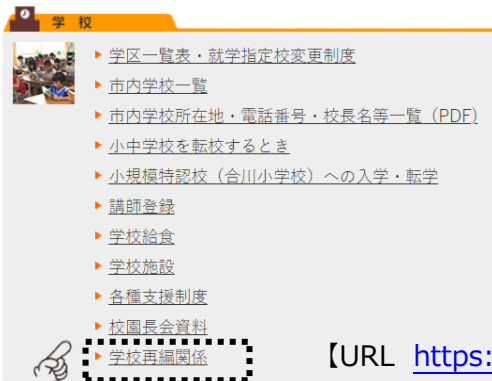 学 校
学区一覧表・就学指定校変更制度
市内学校一覧
市内学校所在地・電話番号・校長名等一覧（PDF）
小中学校を転校するとき
小規模特認校（合川小学校）への入学・転学
講師登録
学校給食
学校施設
各種支援制度
校園長会資料
学校再編関係
【URL https: